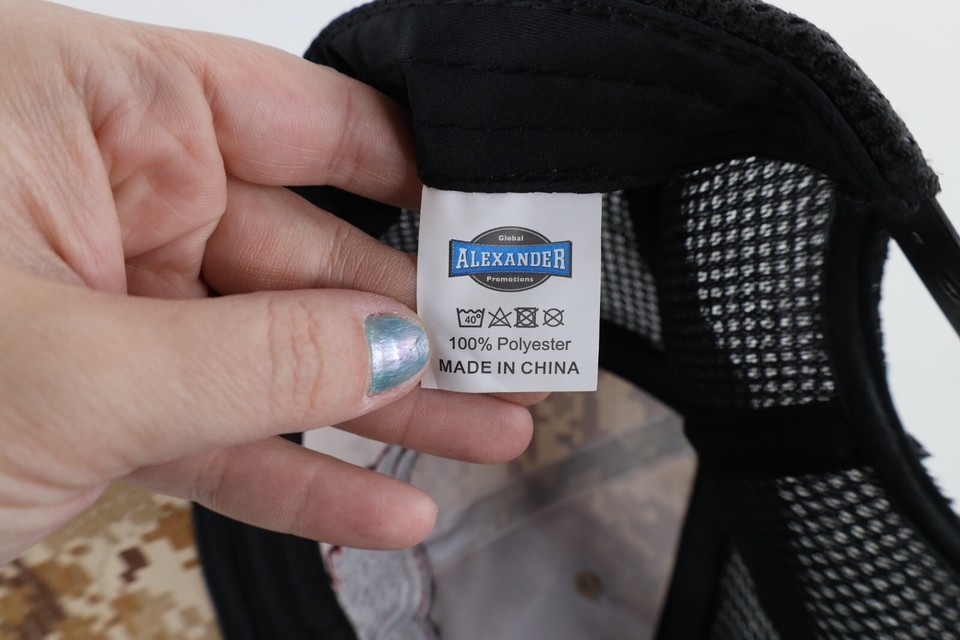 Global
ALEXANDER
Promotions
40°
100% Polyester
MADE IN CHINA